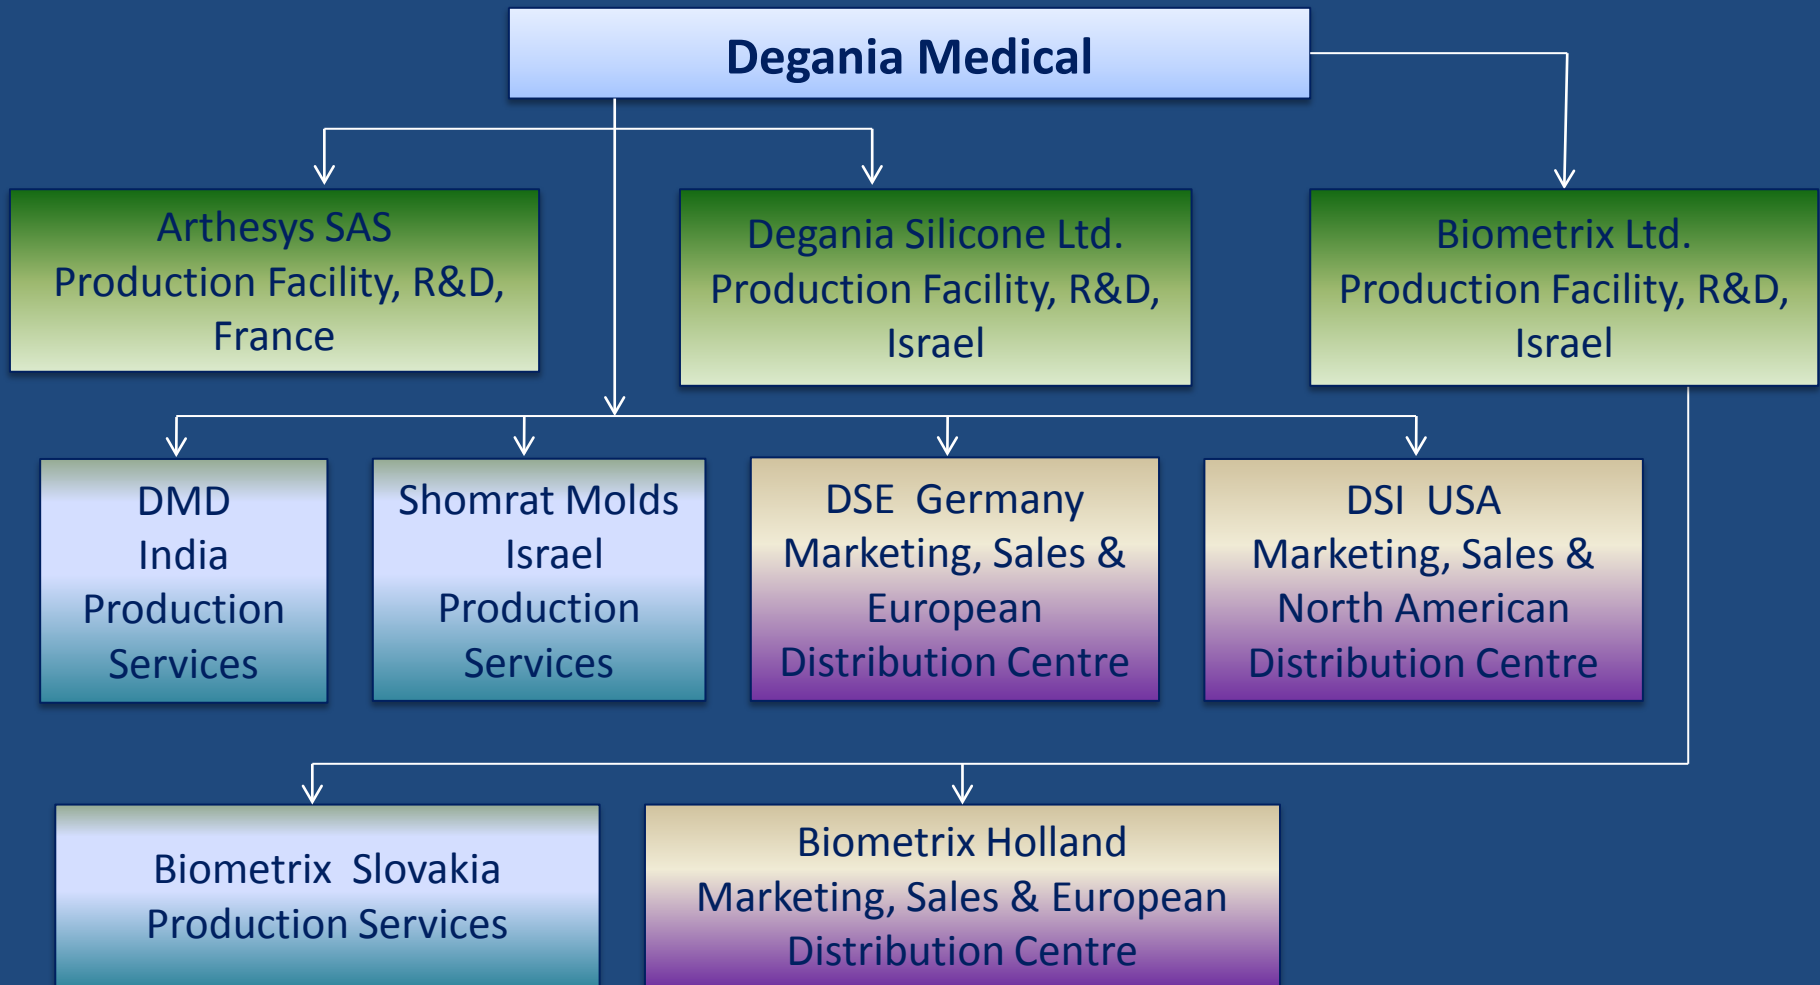 Degania Medical
Arthesys SAS
Production Facility, R&D,
France
Degania Silicone Ltd.
Production Facility, R&D,
Israel
Biometrix Ltd.
Production Facility, R&D,
Israel
DMD
India
Production
Services
Shomrat Molds
Israel
Production
Services
DSE Germany
Marketing, Sales &
European
Distribution Centre
DSI USA
Marketing, Sales &
North American
Distribution Centre
Biometrix Slovakia
Production Services
Biometrix Holland
Marketing, Sales & European
Distribution Centre